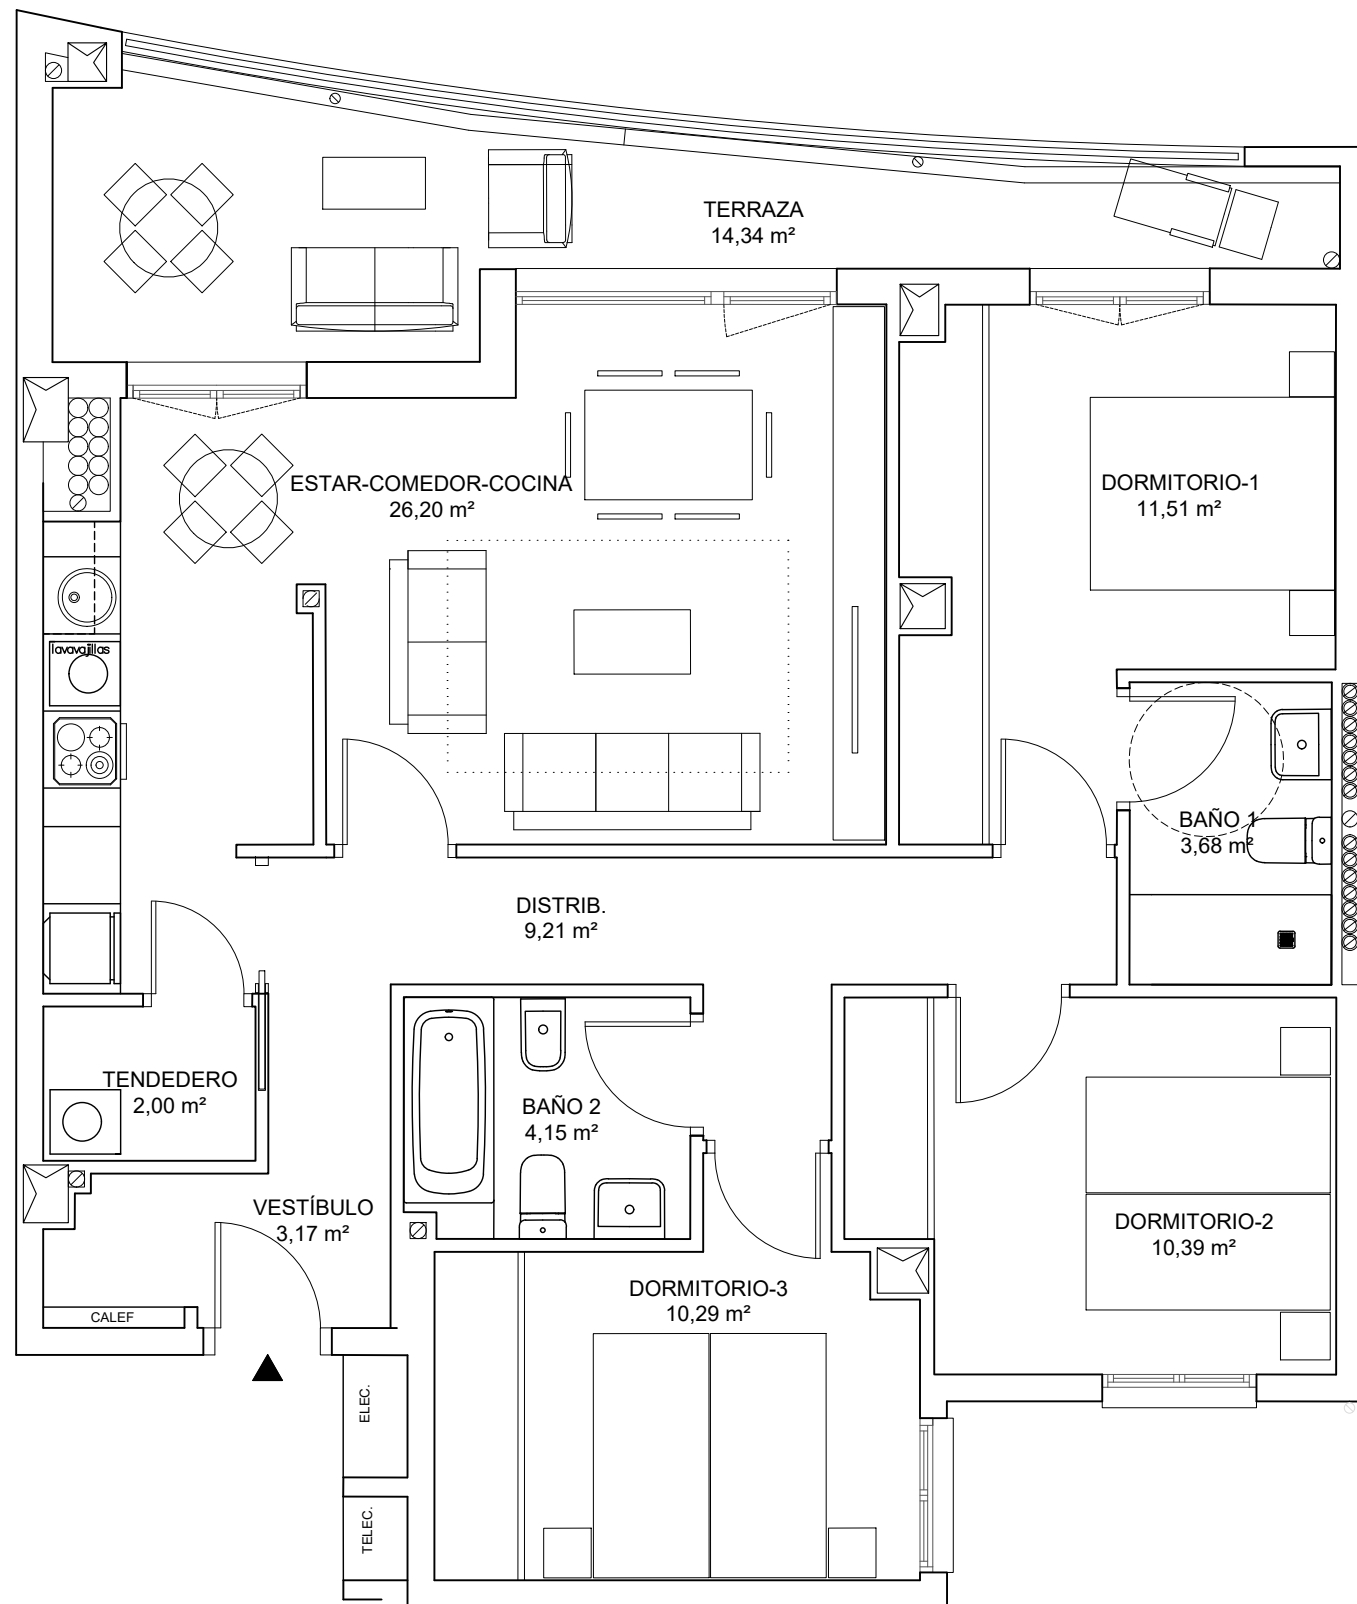 TERRAZA
14,34 m²
ESTAR-COMEDOR-COCINA
26,20 m²
DORMITORIO-1
11,51 m²
lavavajillas
BAÑO 1
3,68 m²
DISTRIB.
9,21 m²
TENDEDERO
2,00 m²
BAÑO 2
4,15 m²
VESTÍBULO
3,17 m²
DORMITORIO-2
10,39 m²
DORMITORIO-3
10,29 m²
CALEF
ELEC.
TELEC.